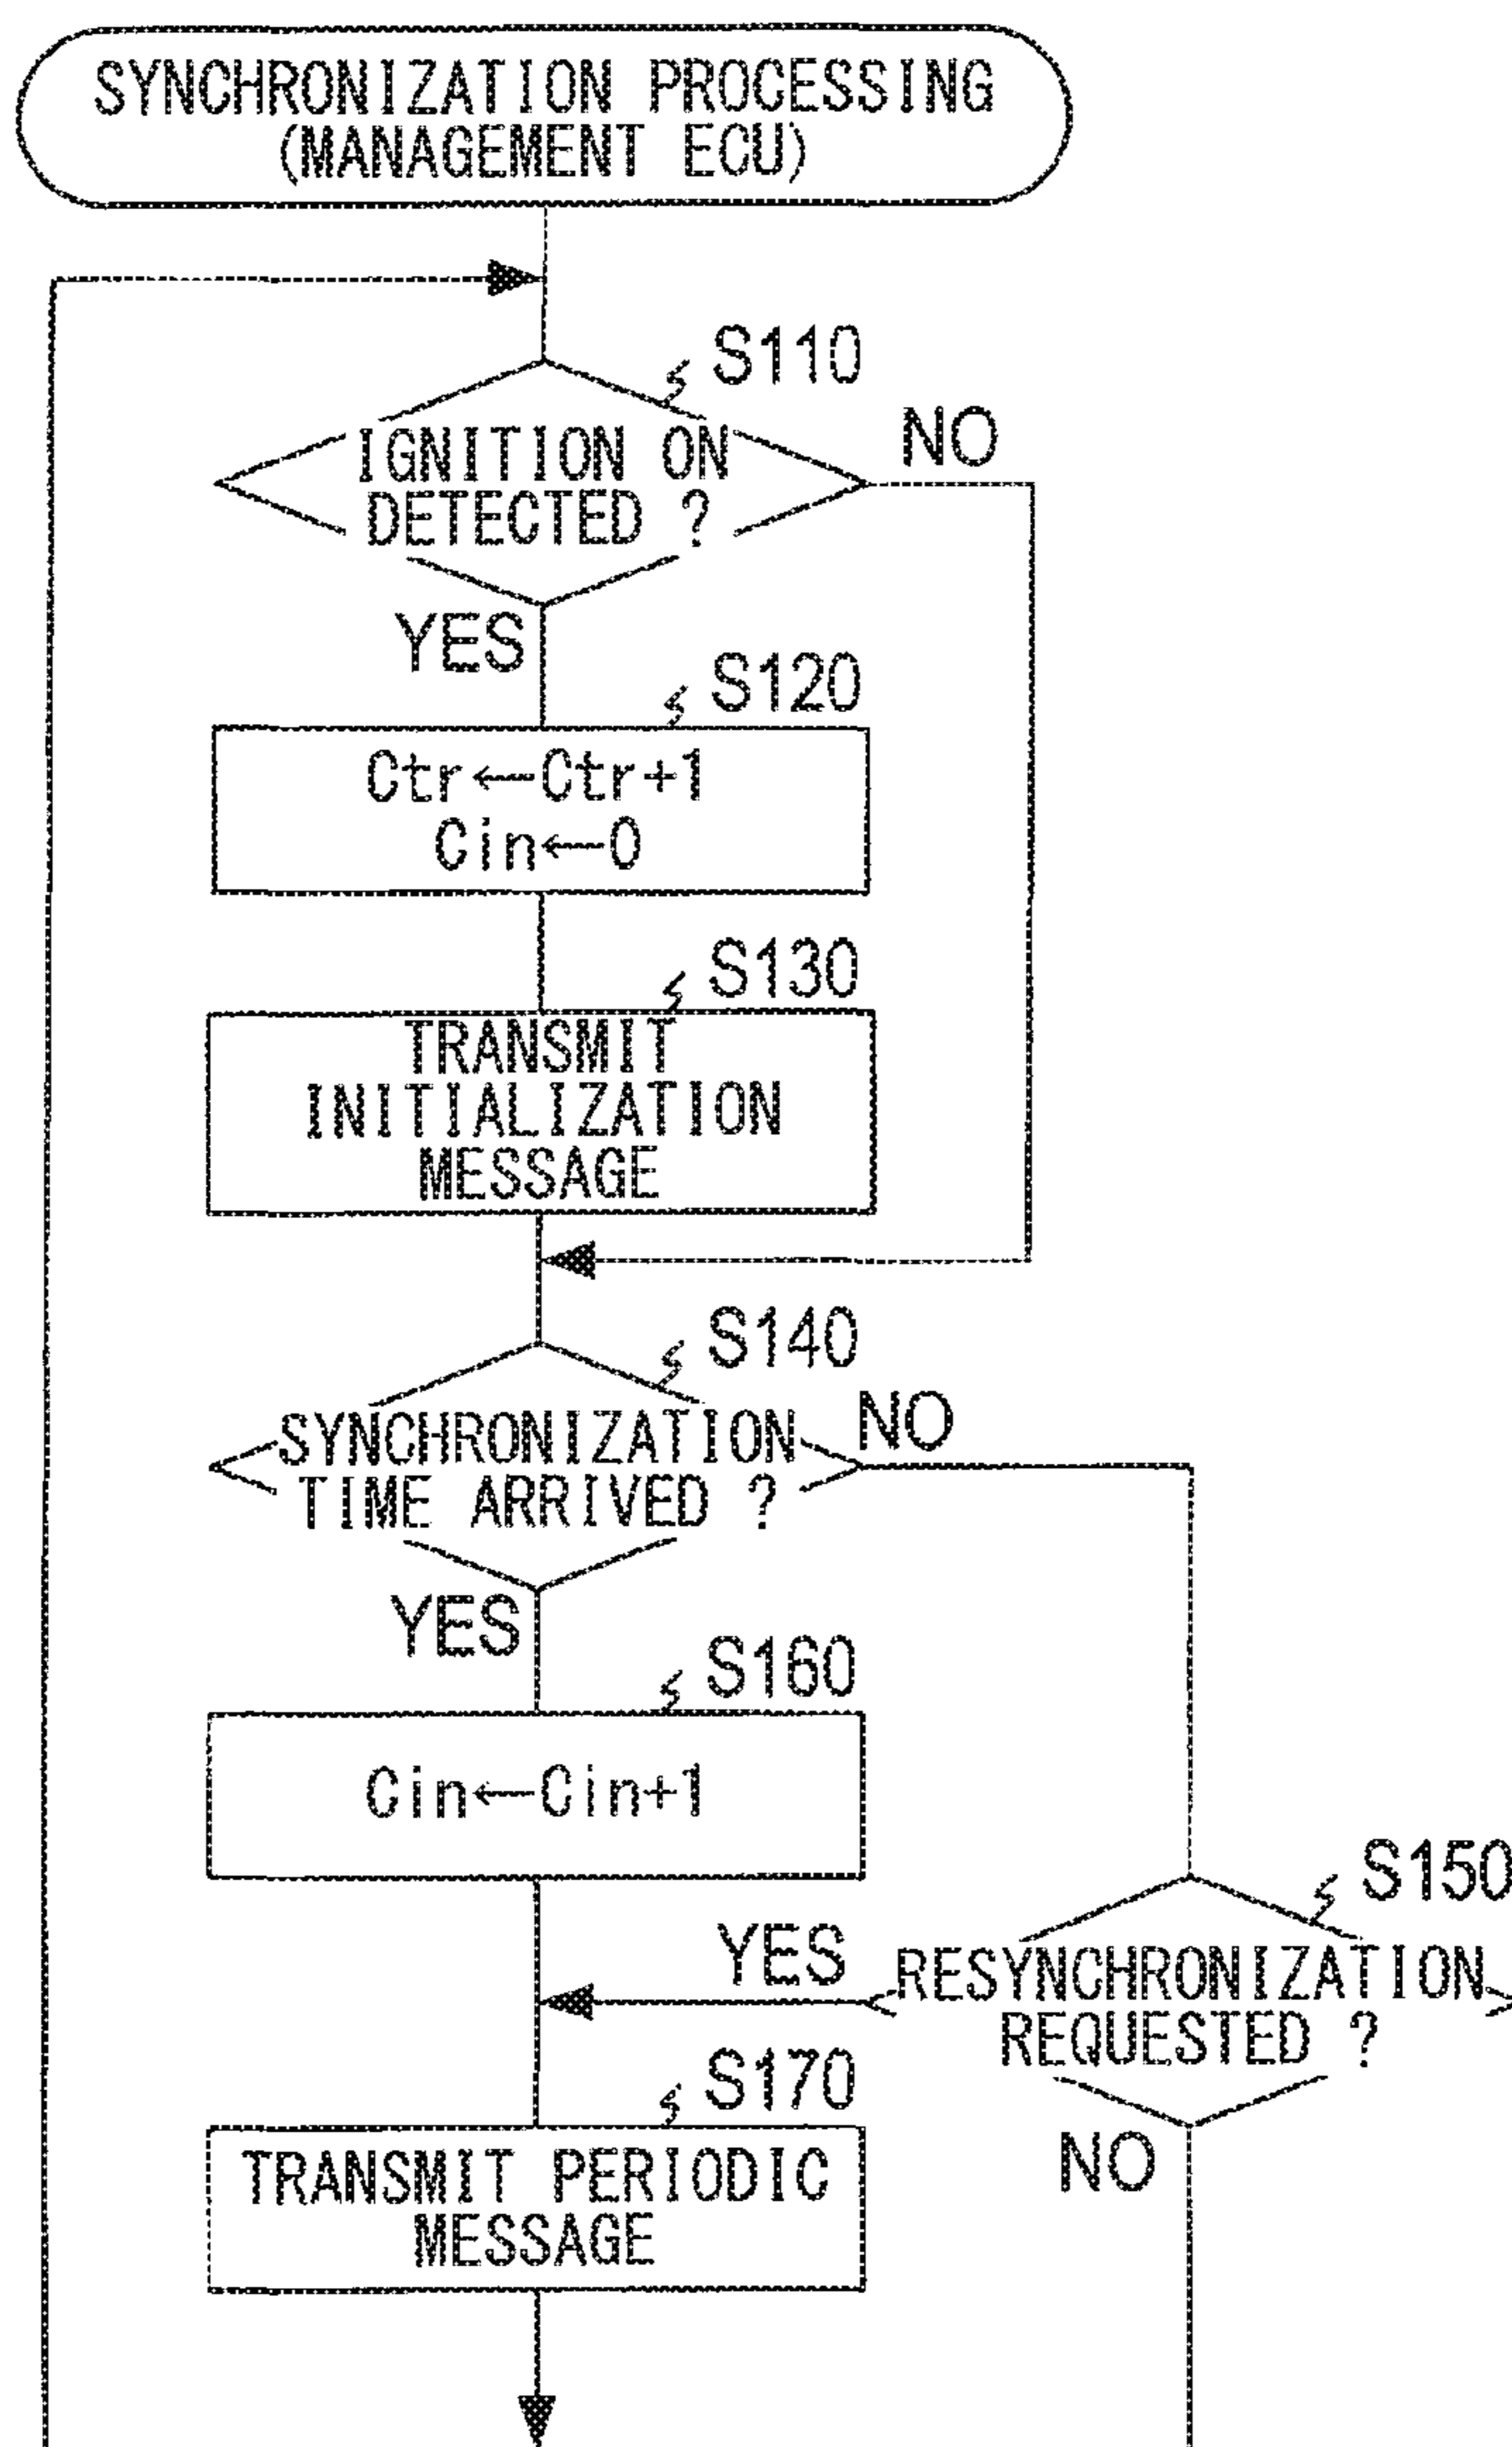 SYNCHRONIZATION PROCESSING
(MANAGEMENT ECU)
S110
IGNITION ON
DETECTED ?
NO
YES
S120
Ctr←Ctr+1
Cin←0
S130
TRANSMIT
INITIALIZATION
MESSAGE
S140
SYNCHRONIZATION
TIME ARRIVED ?
NO
YES
S160
Cin←Cin+1
S150
RESYNCHRONIZATION
REQUESTED ?
YES
NO
S170
TRANSMIT PERIODIC
MESSAGE